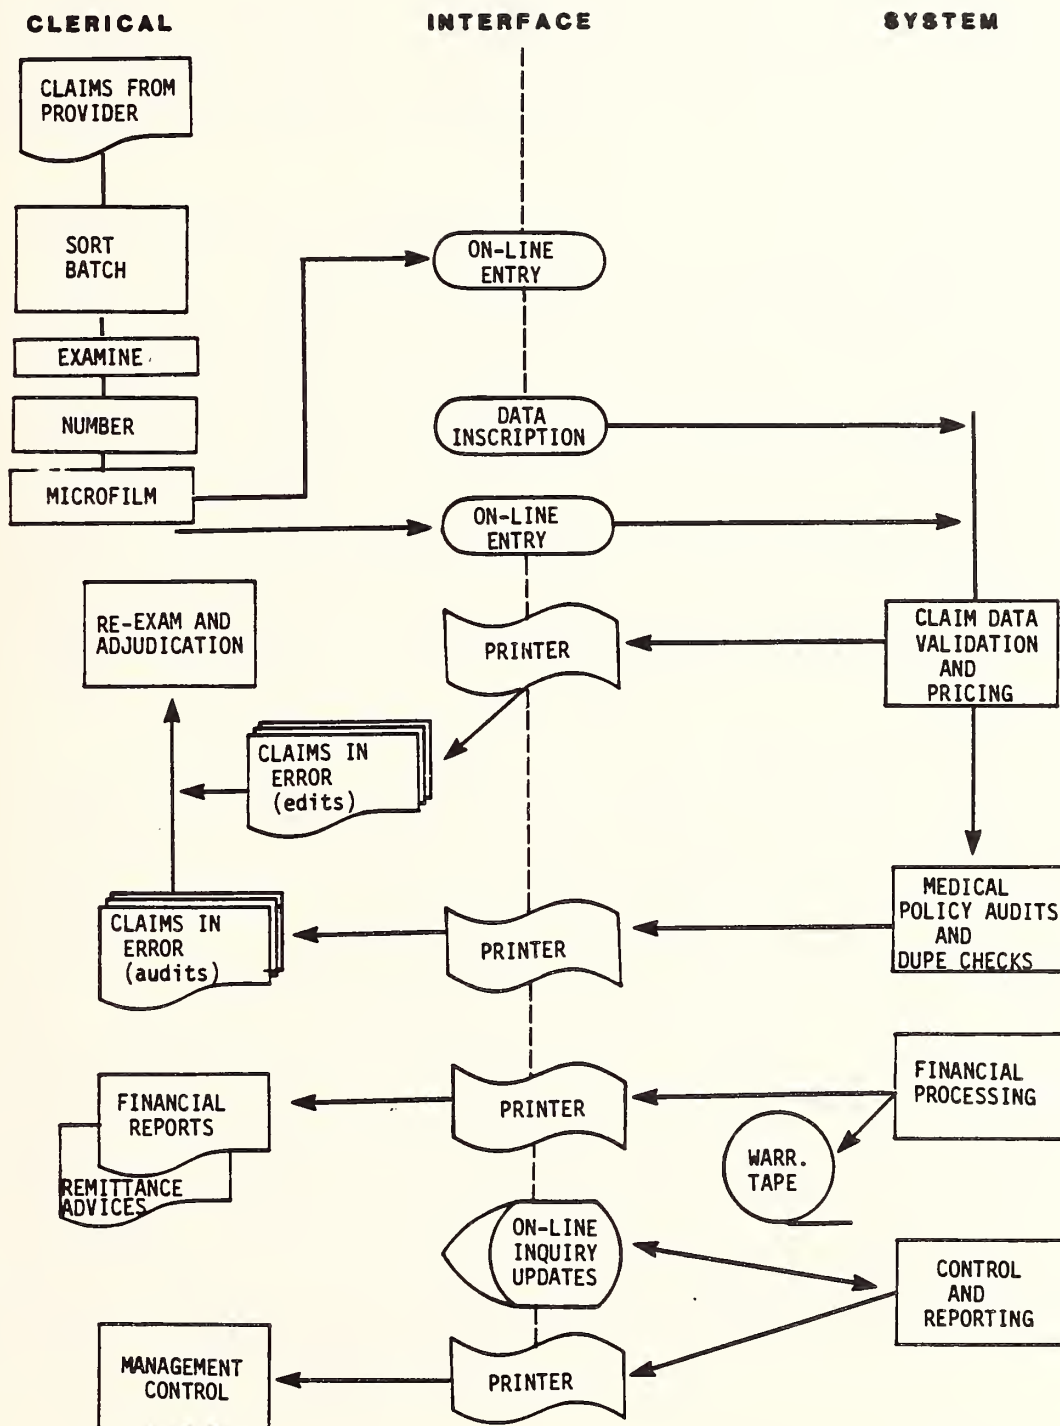 CLERICAL
INTERFACE
SYSTEM
CLAIMS FROM
PROVIDER
SORT
BATCH
ON-LINE
ENTRY
EXAMINE
NUMBER
DATA
INSCRIPTION
MICROFILM
ON-LINE
ENTRY
RE-EXAM AND
ADJUDICATION
PRINTER
CLAIM DATA
VALIDATION
AND
PRICING
CLAIMS IN
ERROR
(edits)
CLAIMS IN
ERROR
(audits)
PRINTER
MEDICAL
POLICY AUDITS
AND
DUPE CHECKS
FINANCIAL
REPORTS
REMITTANCE
ADVICES
PRINTER
FINANCIAL
PROCESSING
WARR.
TAPE
ON-LINE
INQUIRY
UPDATES
CONTROL
AND
REPORTING
MANAGEMENT
CONTROL
PRINTER